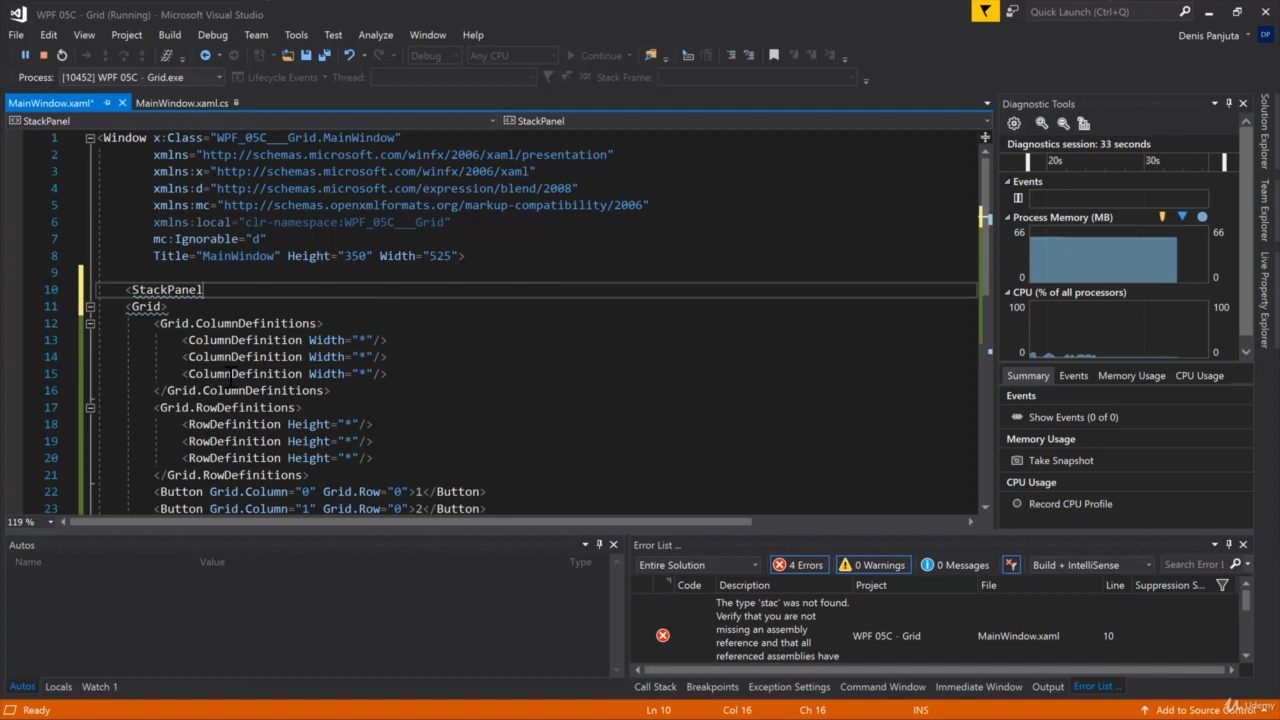 WPF 05C - Grid (Running) - Microsoft Visual Studio
Quick Launch (Ctrl+Q)
File Edit View Project Build Debug Team Tools Test Analyze Window Help
Denis Panjuta DP
Debug Any CPU Continue
Process: [10452] WPF 05C - Grid.exe Lifecycle Events Thread: Stack Frame:
MainWindow.xaml* MainWindow.xaml.cs
StackPanel StackPanel
1 <Window x:Class="WPF_05C___Grid.MainWindow"
2 xmlns="http://schemas.microsoft.com/winfx/2006/xaml/presentation"
3 xmlns:x="http://schemas.microsoft.com/winfx/2006/xaml"
4 xmlns:d="http://schemas.microsoft.com/expression/blend/2008"
5 xmlns:mc="http://schemas.openxmlformats.org/markup-compatibility/2006"
6 xmlns:local="clr-namespace:WPF_05C___Grid"
7 mc:Ignorable="d"
8 Title="MainWindow" Height="350" Width="525">
9
10 <StackPanel
11 <Grid>
12 <Grid.ColumnDefinitions>
13 <ColumnDefinition Width="*"/>
14 <ColumnDefinition Width="*"/>
15 <ColumnDefinition Width="*"/>
16 </Grid.ColumnDefinitions>
17 <Grid.RowDefinitions>
18 <RowDefinition Height="*"/>
19 <RowDefinition Height="*"/>
20 <RowDefinition Height="*"/>
21 </Grid.RowDefinitions>
22 <Button Grid.Column="0" Grid.Row="0">1</Button>
23 <Button Grid.Column="1" Grid.Row="0">2</Button>
119 %
Diagnostic Tools
Diagnostics session: 33 seconds
20s 30s
Events
Process Memory (MB)
66 66
0 0
CPU (% of all processors)
100 100
0 0
Summary Events Memory Usage CPU Usage
Events
Show Events (0 of 0)
Memory Usage
Take Snapshot
CPU Usage
Record CPU Profile
Solution Explorer
Team Explorer
Live Property Explorer
Autos
Name Value Type
Autos Locals Watch 1
Error List ...
Entire Solution 4 Errors 0 Warnings 0 Messages Build + IntelliSense Search Error L
Code Description Project File Line Suppression S...
The type 'stac' was not found.
Verify that you are not
missing an assembly
reference and that all
referenced assemblies have
WPF 05C - Grid MainWindow.xaml 10
Call Stack Breakpoints Exception Settings Command Window Immediate Window Output Error List ...
Ready Ln 10 Col 16 Ch 16 INS Add to Source Control
Udemy